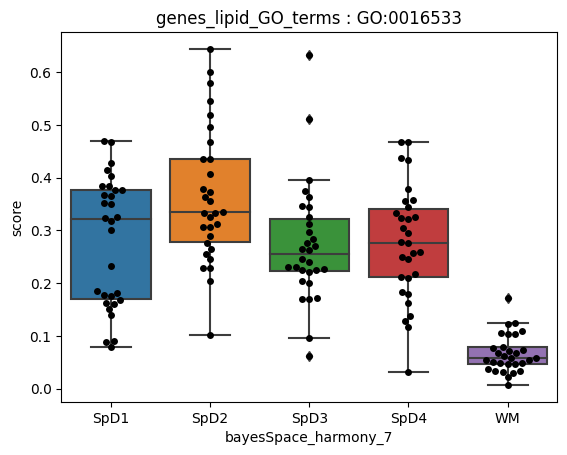 genes_lipid_GO_terms : GO:0016533
score
0.6
0.5
0.4
0.3
0.2
0.1
0.0
SpD1 SpD2 SpD3 SpD4 WM
bayesSpace_harmony_7